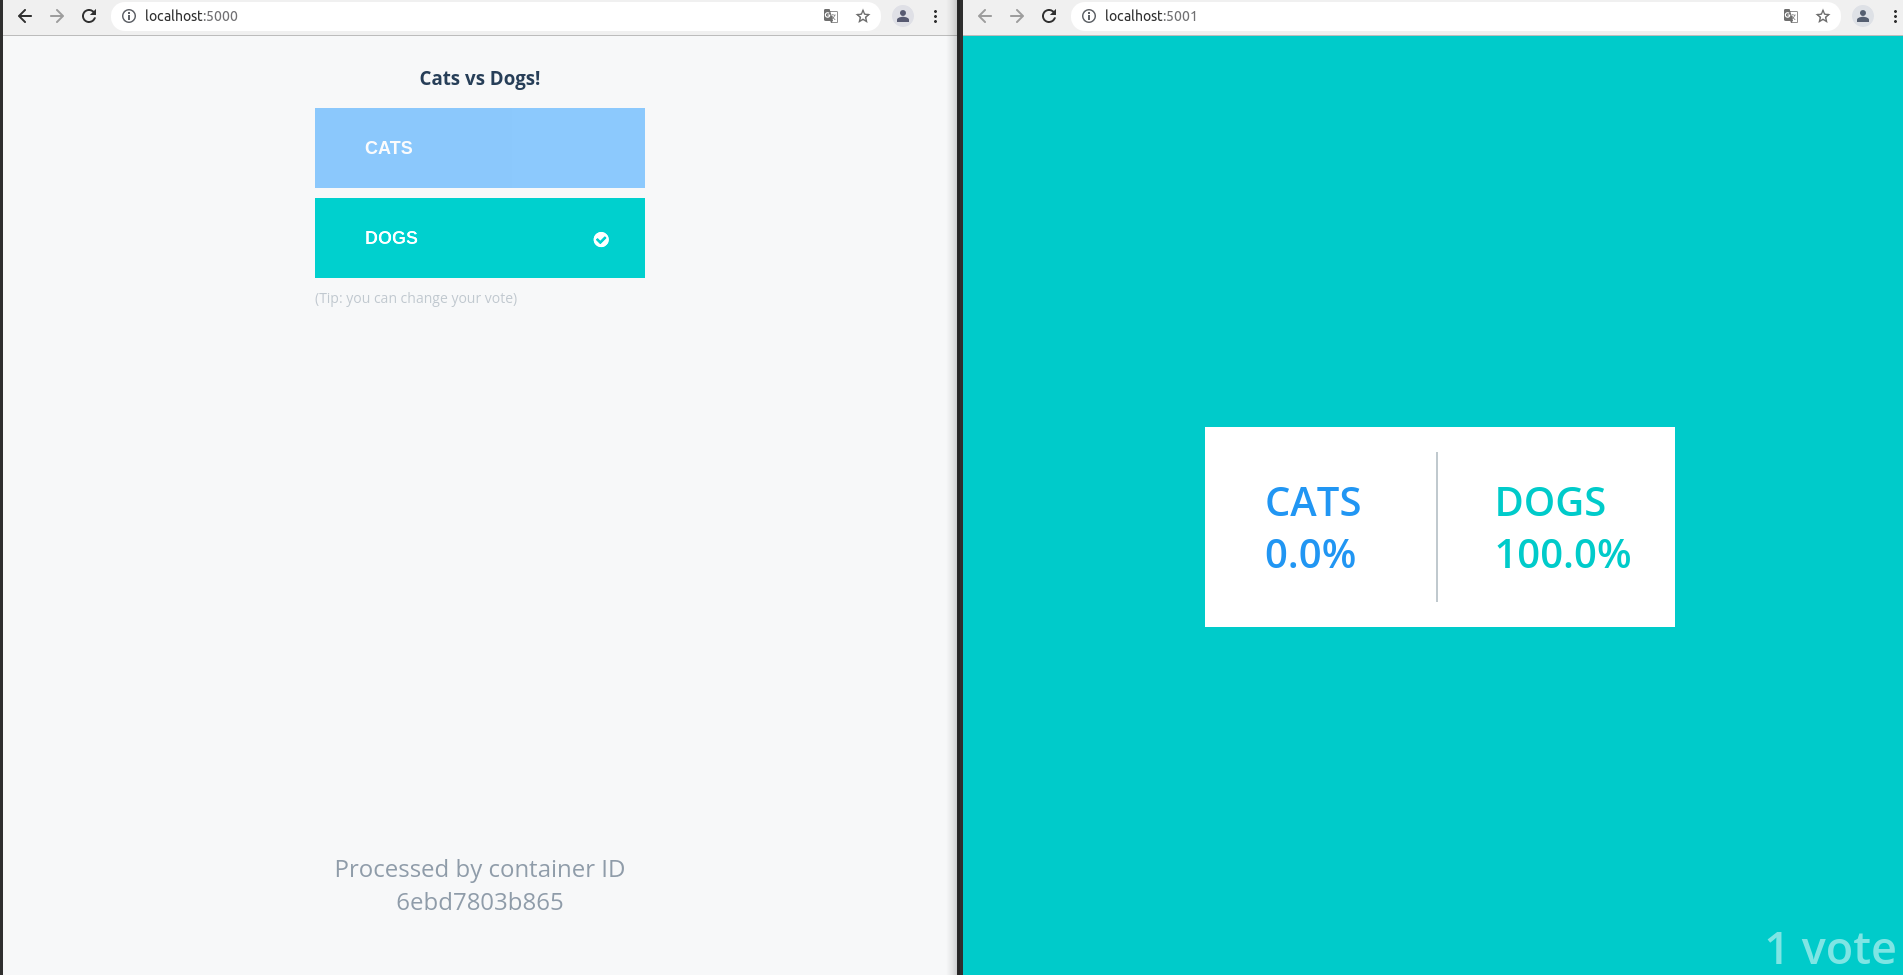 localhost:5000
Cats vs Dogs!
CATS
DOGS
(Tip: you can change your vote)
Processed by container ID
6ebd7803b865
localhost:5001
CATS
0.0%
DOGS
100.0%
1 vote